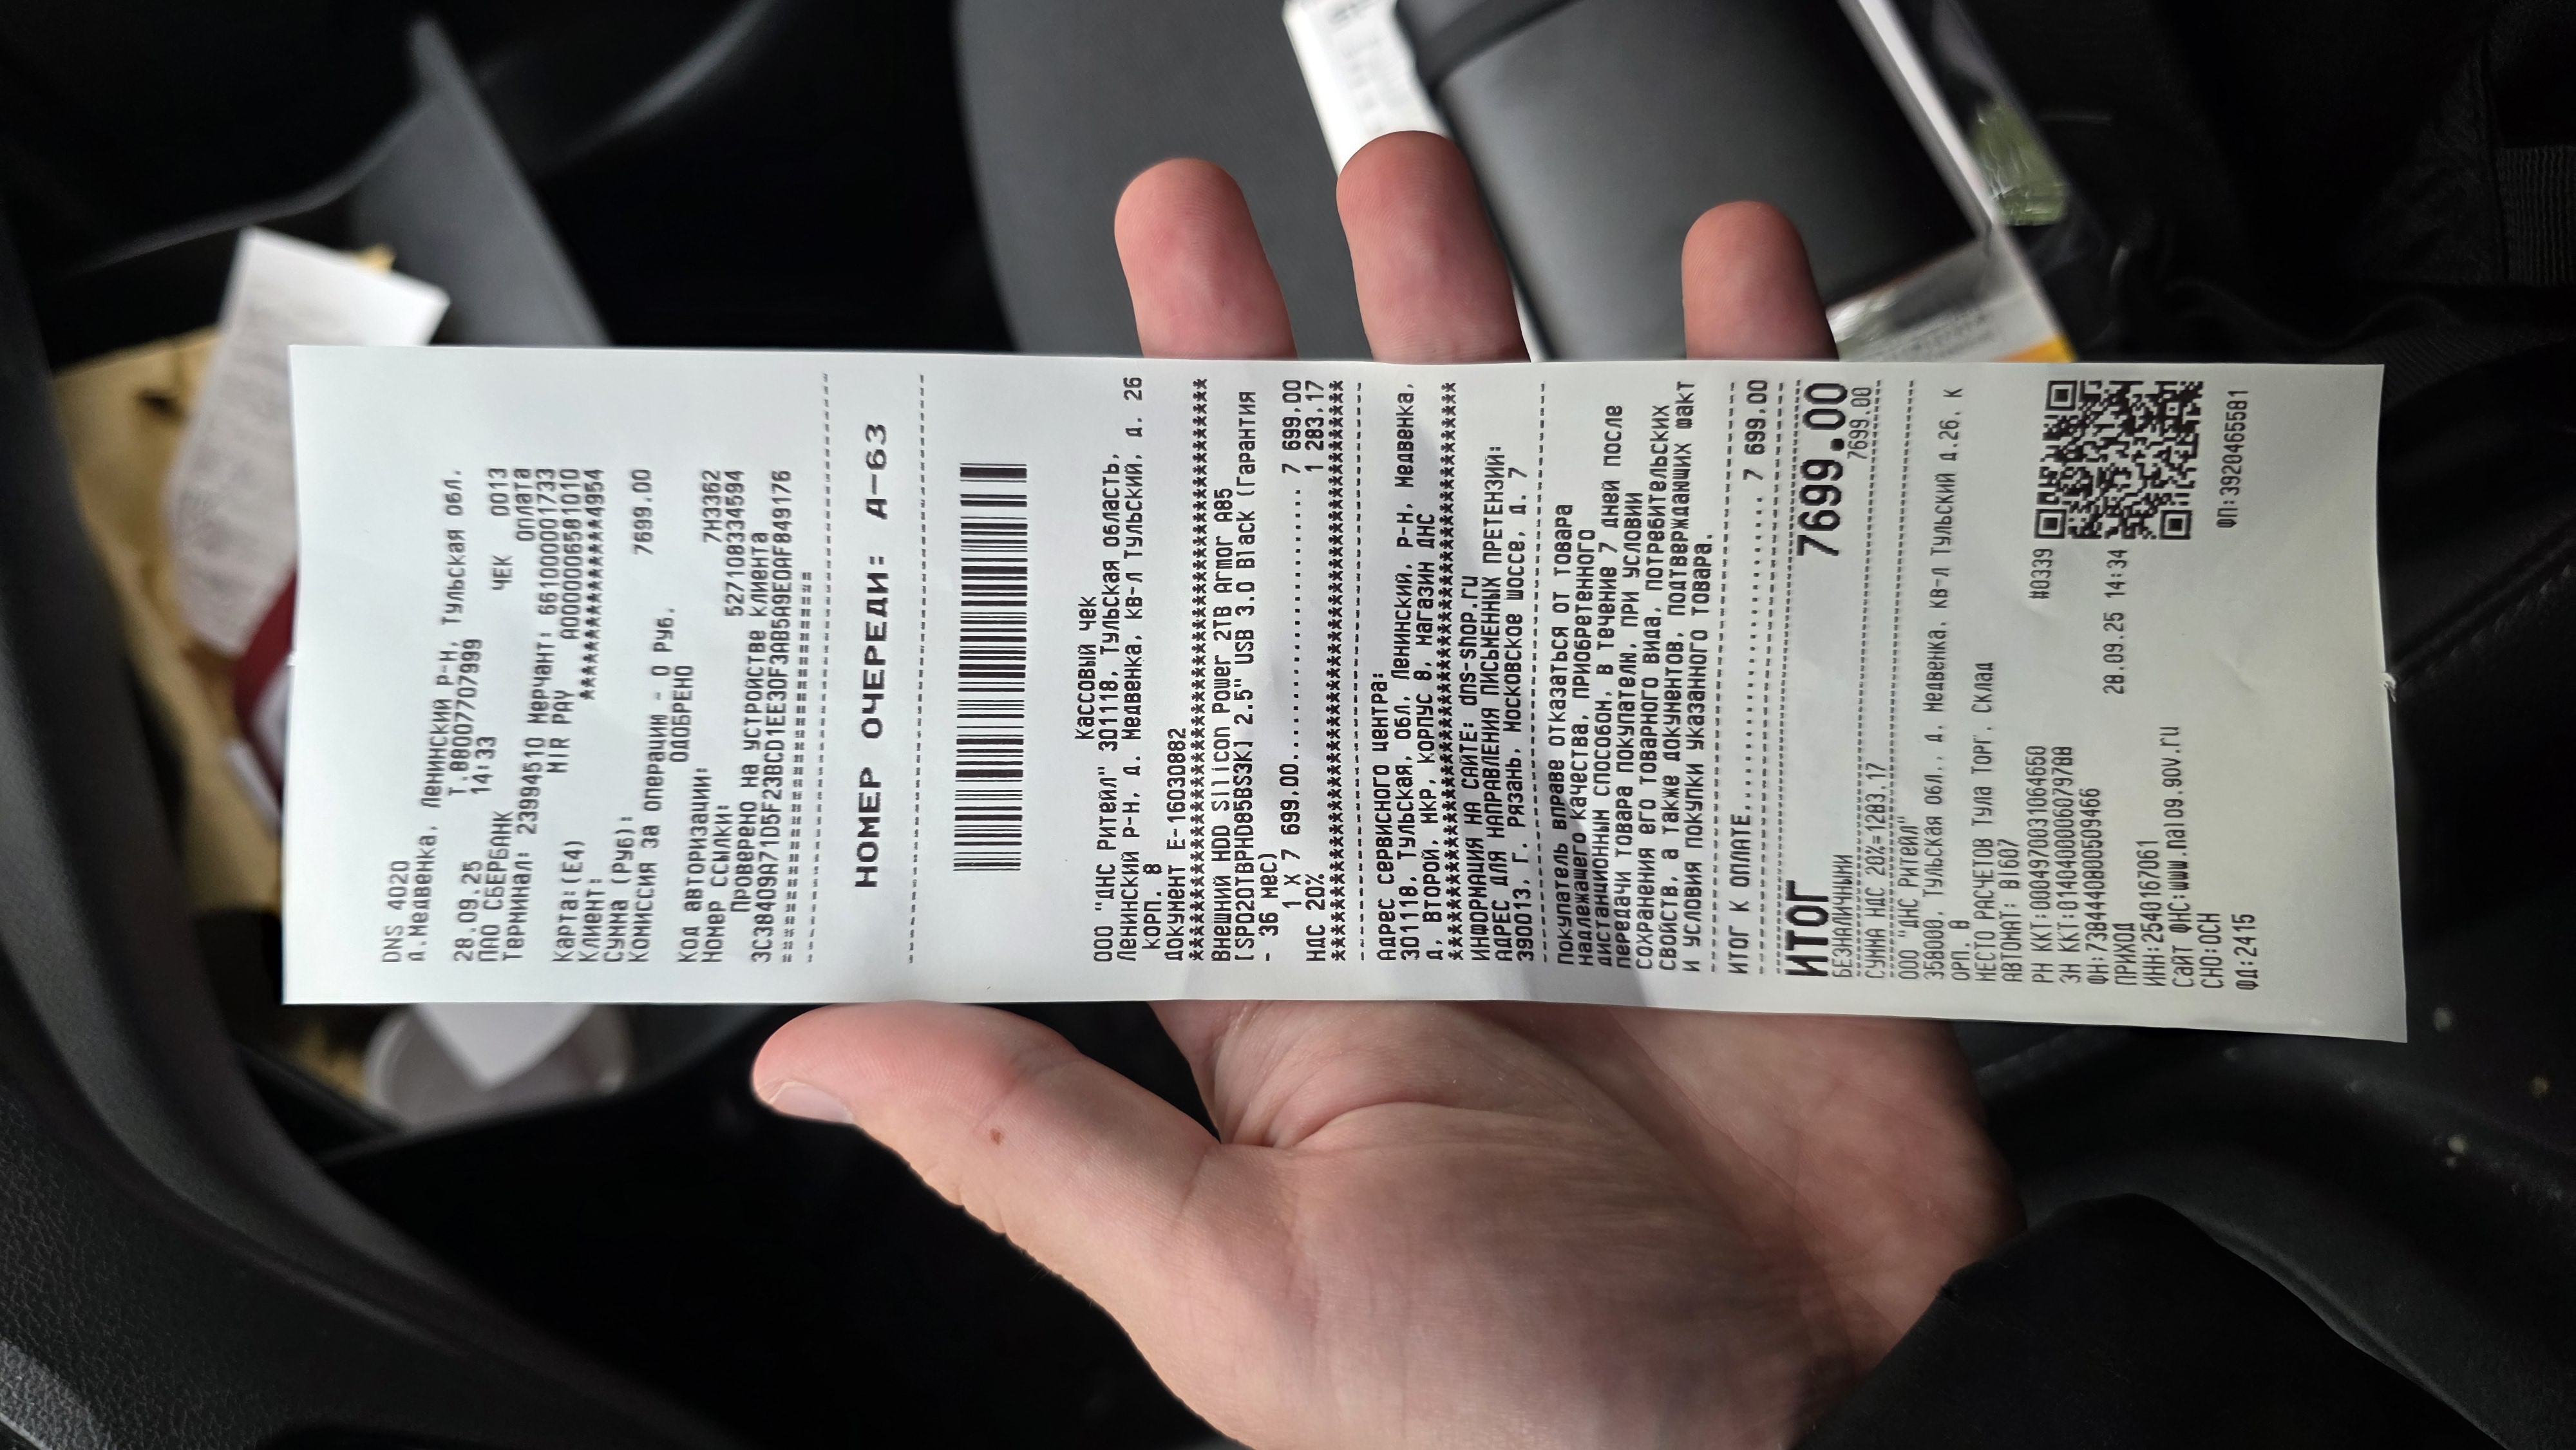 DNS 4020
д.Медвенка, Ленинский р-н, Тульская обл.
Т.88007707999
28.09.25 14:33 ЧЕК 0013
ПАО СБЕРБАНК Оплата
Терминал: 23994510 Мерчант: 661000001733
MIR PAY A0000006581010
Карта:(E4) ************4954
Клиент:
Сумма (Руб): 7699.00
Комиссия за операцию - 0 Руб.
ОДОБРЕНО
Код авторизации: 7H3362
Номер ссылки: 527108334594
Проверено на устройстве клиента
3C38409A71D5F23BCD1EE30F3AB5A9E0AF849176
НОМЕР ОЧЕРЕДИ: Д-63
Кассовый чек
ООО "ДНС Ритейл" 301118, Тульская область,
Ленинский р-н, д. Медвенка, кв-л Тульский, д. 26
корп. 8
Документ Е-16030882
Внешний HDD Silicon Power 2TB Armor A85
[SP020TBPHD85BS3K] 2.5" USB 3.0 Black (Гарантия
- 36 мес)
1 X 7 699,00 7 699,00
НДС 20% 1 283,17
Адрес сервисного центра:
301118, Тульская, обл, Ленинский, р-н, Медвенка,
д, Второй, мкр, корпус 8, магазин ДНС
Информация на сайте: dns-shop.ru
Адрес для направления письменных претензий:
390013, г. Рязань, Московское шоссе, д. 7
Покупатель вправе отказаться от товара
надлежащего качества, приобретенного
дистанционным способом, в течение 7 дней после
передачи товара покупателю, при условии
сохранения его товарного вида, потребительских
свойств, а также документов, подтверждающих факт
и условия покупки указанного товара.
ИТОГ К ОПЛАТЕ 7 699,00
ИТОГ 7699.00
БЕЗНАЛИЧНЫМИ 7699.00
СУММА НДС 20%=1283.17
ООО "ДНС РИТЕЙЛ"
358000, Тульская обл., д. Медвенка, кв-л Тульский д.26, к
орп. 8
МЕСТО РАСЧЕТОВ Тула Торг. Склад
АВТОМАТ: В1607 #0339
РН ККТ:0004970031064650
ЗН ККТ:0140400006079788
ФН:7384440800509466
ПРИХОД 28.09.25 14:34
ИНН:2540167061
САЙТ ФНС:www.nalog.gov.ru
СНО:ОСН
ФД:2415 ФП:3920465581